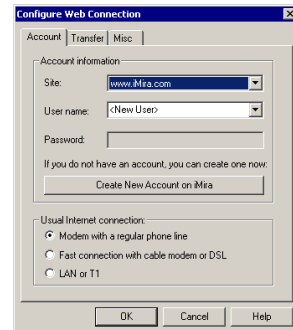 Configure Web Connection
Account Transfer Misc
Account information
Site: www.iMira.com
User name: <New User>
Password:
If you do not have an account, you can create one now:
Create New Account on iMira
Usual Internet connection:
Modem with a regular phone line
Fast connection with cable modem or DSL
LAN or T1
OK Cancel Help